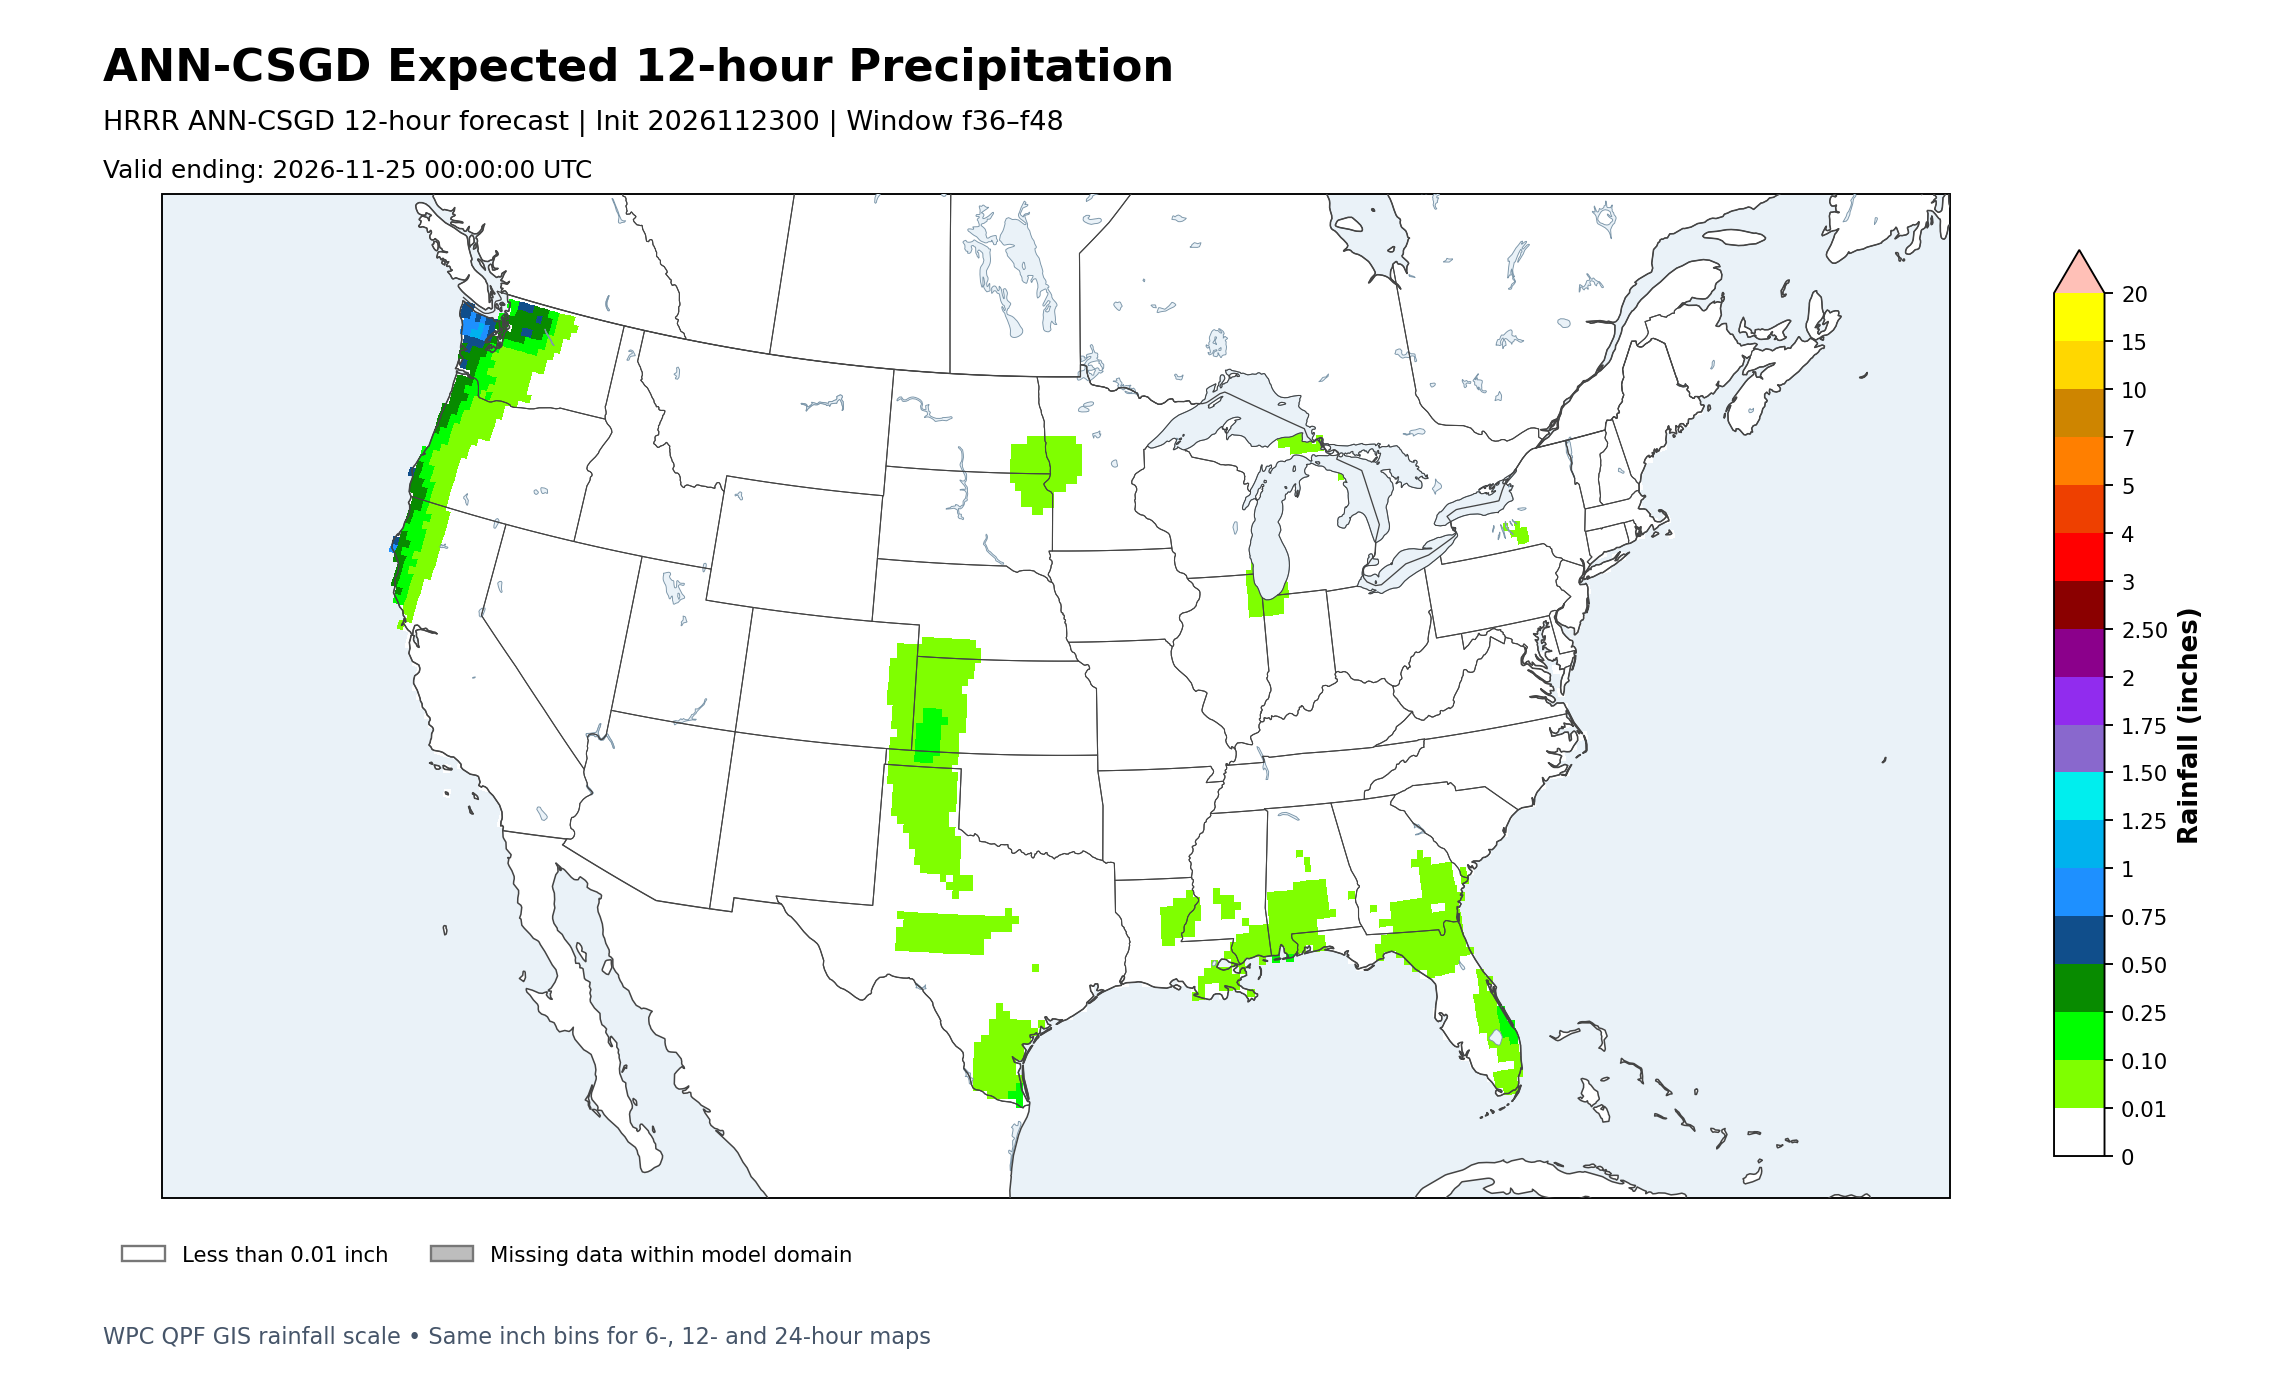 ANN-CSGD Expected 12-hour Precipitation
HRRR ANN-CSGD 12-hour forecast | Init 2026112300 | Window f36–f48
Valid ending: 2026-11-25 00:00:00 UTC
20
15
10
7
5
4
3
2.50
2
1.75
1.50
1.25
1
0.75
0.50
0.25
0.10
0.01
0
Rainfall (inches)
Less than 0.01 inch
Missing data within model domain
WPC QPF GIS rainfall scale • Same inch bins for 6-, 12- and 24-hour maps